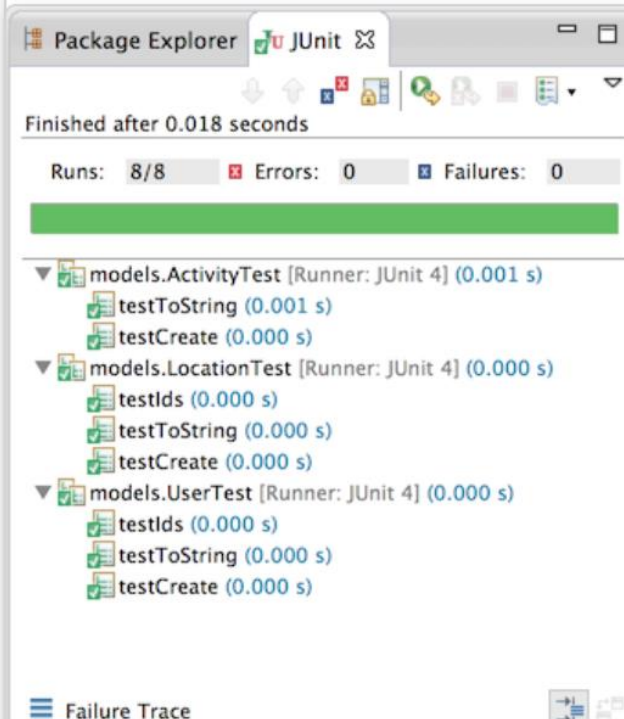 Package Explorer JUnit
Finished after 0.018 seconds
Runs: 8/8 Errors: 0 Failures: 0
models.ActivityTest [Runner: JUnit 4] (0.001 s)
testToString (0.001 s)
testCreate (0.000 s)
models.LocationTest [Runner: JUnit 4] (0.000 s)
testIds (0.000 s)
testToString (0.000 s)
testCreate (0.000 s)
models.UserTest [Runner: JUnit 4] (0.000 s)
testIds (0.000 s)
testToString (0.000 s)
testCreate (0.000 s)
Failure Trace